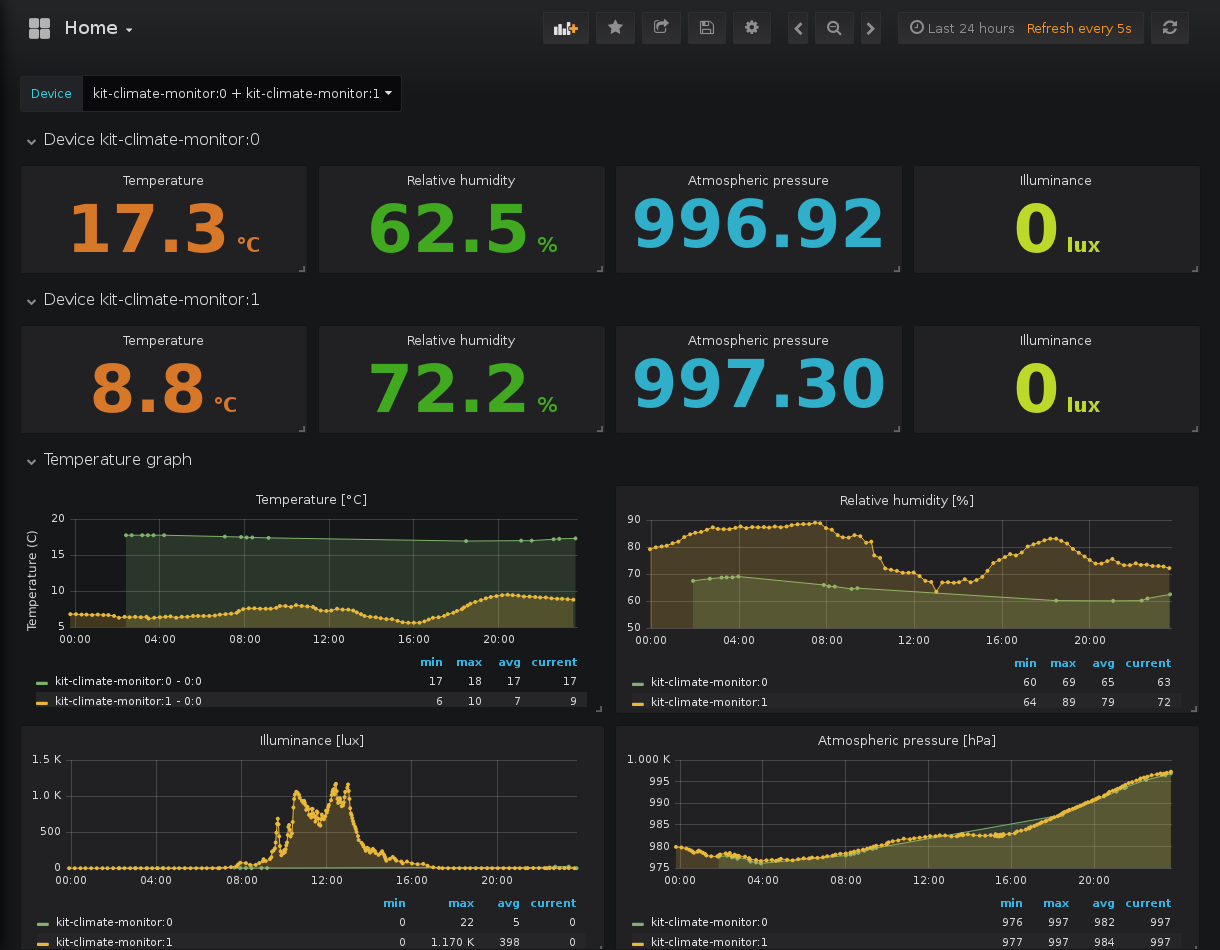 Home
Last 24 hours Refresh every 5s
Device kit-climate-monitor:0 + kit-climate-monitor:1
Device kit-climate-monitor:0
Temperature Relative humidity Atmospheric pressure Illuminance
17.3 °C 62.5 % 996.92 0 lux
Device kit-climate-monitor:1
Temperature Relative humidity Atmospheric pressure Illuminance
8.8 °C 72.2 % 997.30 0 lux
Temperature graph
Temperature [°C]
Temperature (C)
20
15
10
5
00:00 04:00 08:00 12:00 16:00 20:00
min max avg current
kit-climate-monitor:0 - 0:0 17 18 17 17
kit-climate-monitor:1 - 0:0 6 10 7 9
Relative humidity [%]
90
80
70
60
50
00:00 04:00 08:00 12:00 16:00 20:00
min max avg current
kit-climate-monitor:0 60 69 65 63
kit-climate-monitor:1 64 89 79 72
Illuminance [lux]
1.5 K
1.0 K
500
0
00:00 04:00 08:00 12:00 16:00 20:00
min max avg current
kit-climate-monitor:0 0 22 5 0
kit-climate-monitor:1 0 1.170 K 398 0
Atmospheric pressure [hPa]
1.000 K
995
990
985
980
975
00:00 04:00 08:00 12:00 16:00 20:00
min max avg current
kit-climate-monitor:0 976 997 982 997
kit-climate-monitor:1 977 997 984 997